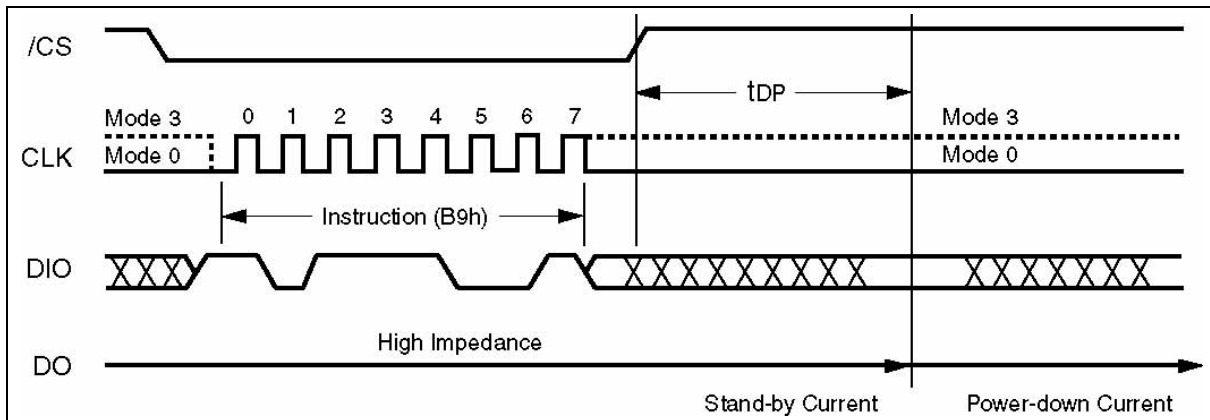 /CS
tDP
Mode 3 0 1 2 3 4 5 6 7 Mode 3
CLK Mode 0 Mode 0
Instruction (B9h)
DIO
High Impedance
DO
Stand-by Current Power-down Current